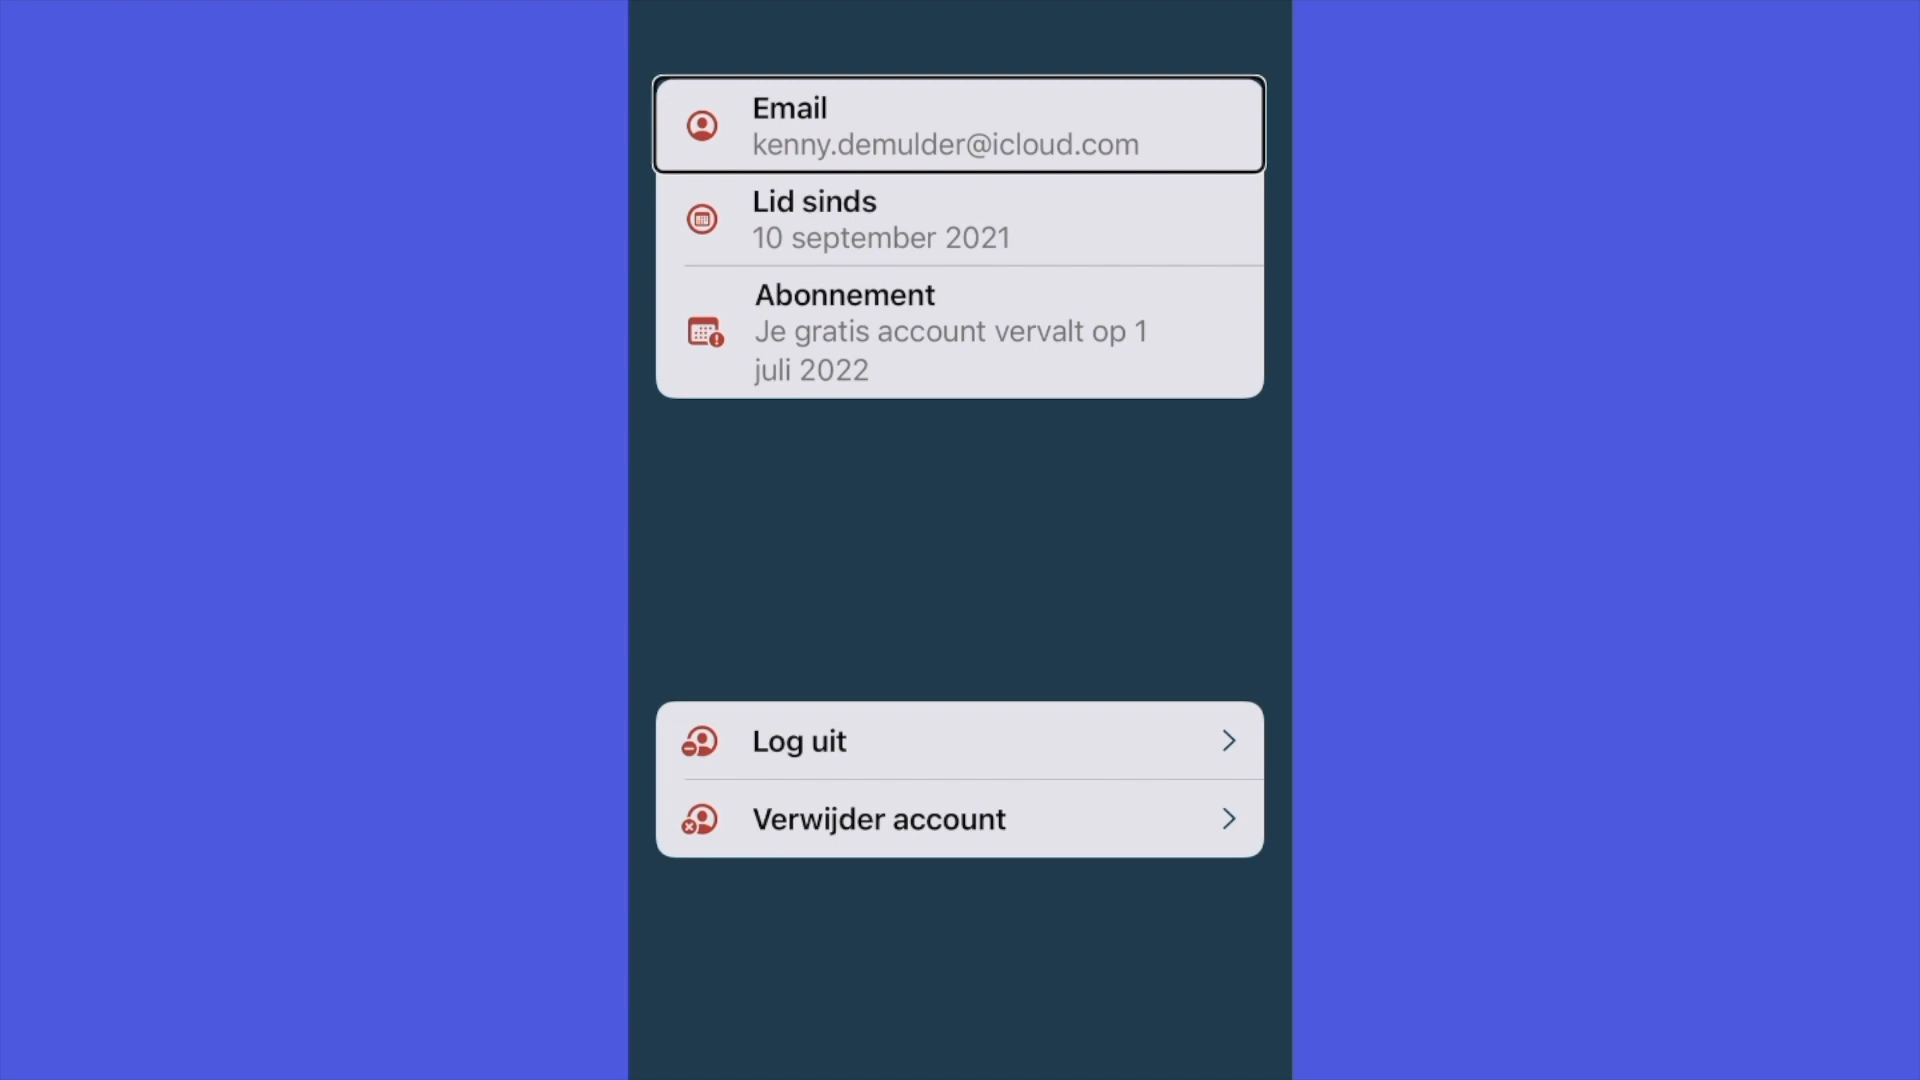 Email
kenny.demulder@icloud.com
Lid sinds
10 september 2021
Abonnement
Je gratis account vervalt op 1
juli 2022
Log uit
Verwijder account